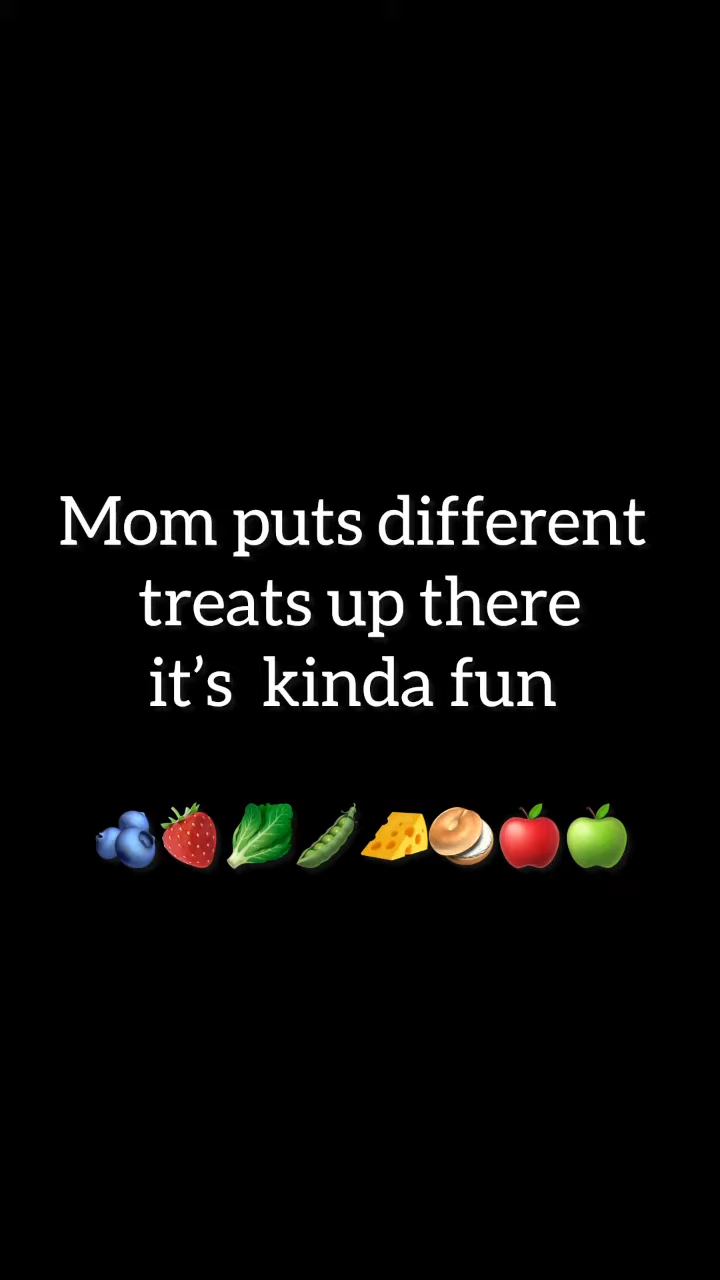 Mom puts different
treats up there
it’s  kinda fun
🫐🍓🥬🫛🧀🥯🍎🍏